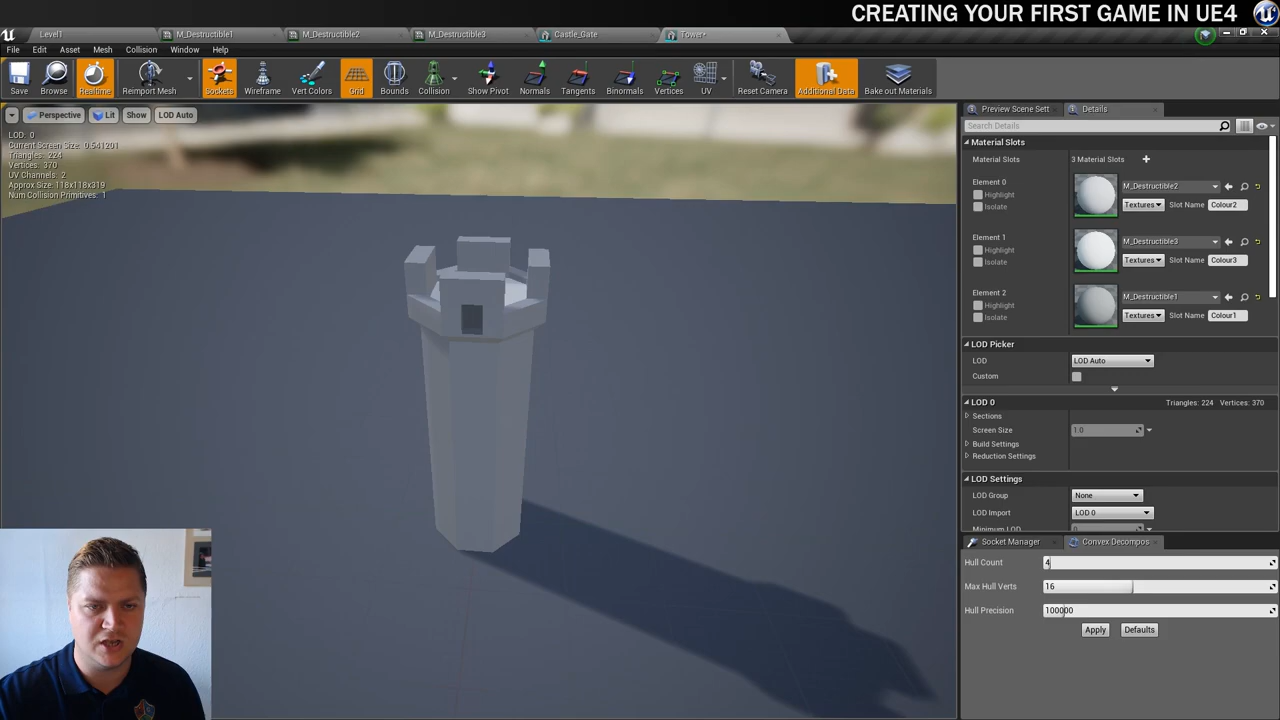 CREATING YOUR FIRST GAME IN UE4
Level1
M_Destructible1
M_Destructible2
M_Destructible3
Castle_Gate
Tower*
File Edit Asset Mesh Collision Window Help
Save Browse Realtime Reimport Mesh Sockets Wireframe Vert Colors Grid Bounds Collision Show Pivot Normals Tangents Binormals Vertices UV Reset Camera Additional Data Bake out Materials
Perspective Lit Show LOD Auto
LOD: 0
Current Screen Size: 0.541201
Triangles: 224
Vertices: 370
UV Channels: 2
Approx Size: 118x118x319
Num Collision Primitives: 1
Preview Scene Sett
Details
Search Details
Material Slots
Material Slots 3 Material Slots
Element 0
Highlight
Isolate
M_Destructible2
Textures Slot Name Colour2
Element 1
Highlight
Isolate
M_Destructible3
Textures Slot Name Colour3
Element 2
Highlight
Isolate
M_Destructible1
Textures Slot Name Colour1
LOD Picker
LOD LOD Auto
Custom
LOD 0 Triangles: 224 Vertices: 370
Sections
Screen Size 1.0
Build Settings
Reduction Settings
LOD Settings
LOD Group None
LOD Import LOD 0
Minimum LOD
Socket Manager
Convex Decompos
Hull Count 4
Max Hull Verts 16
Hull Precision 100000
Apply Defaults